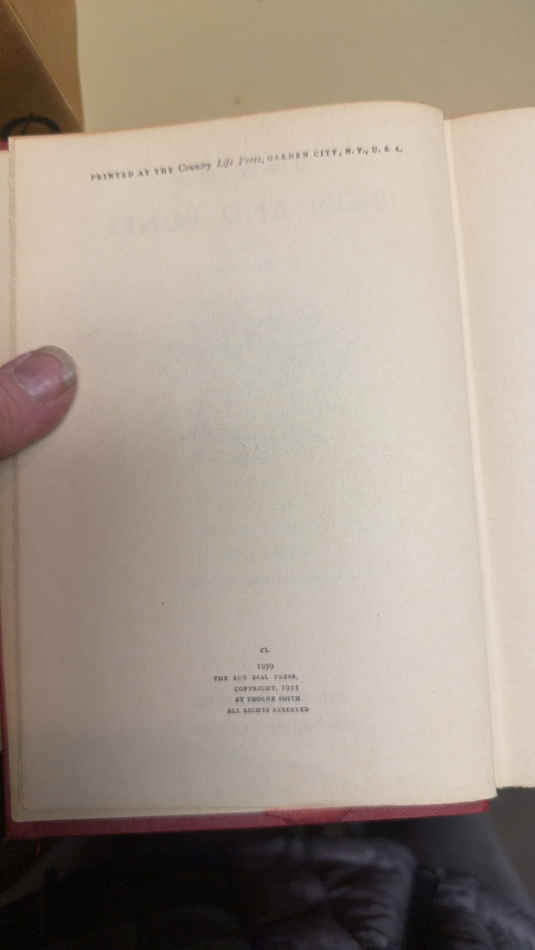 PRINTED AT THE Country Life Press, GARDEN CITY, N. Y., U. S. A.
CL
1939
THE SUN DIAL PRESS,
COPYRIGHT, 1933
BY THORNE SMITH
ALL RIGHTS RESERVED